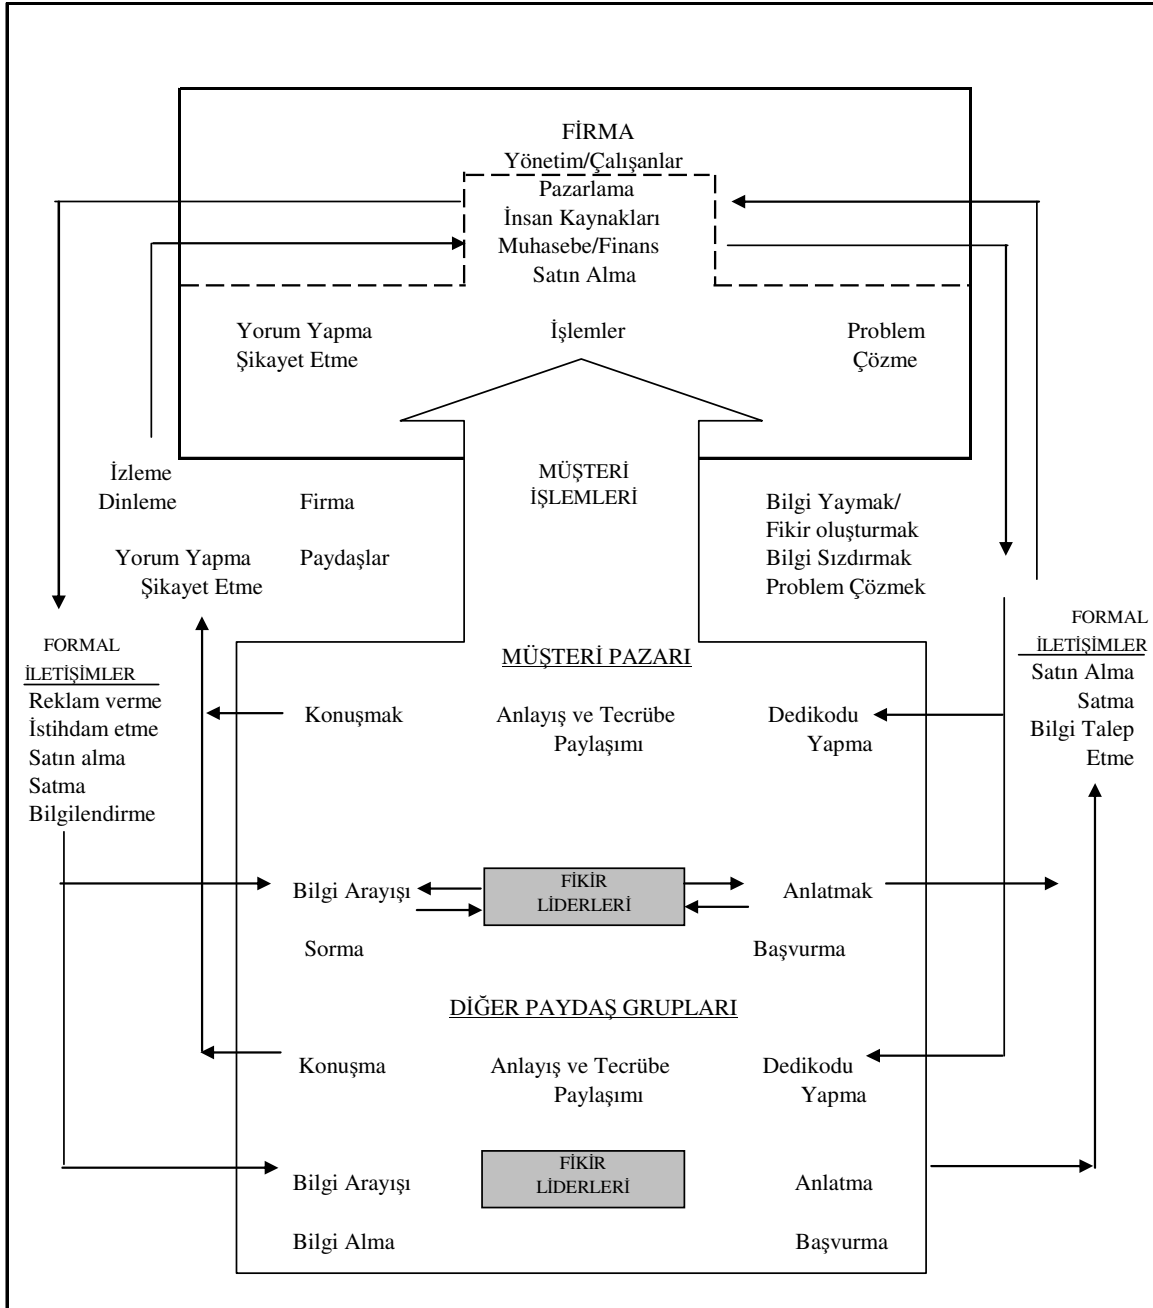 FİRMA
Yönetim/Çalışanlar
Pazarlama
İnsan Kaynakları
Muhasebe/Finans
Satın Alma
Yorum Yapma
Şikayet Etme
İşlemler
Problem
Çözme
İzleme
Dinleme
Firma
Paydaşlar
Yorum Yapma
Şikayet Etme
MÜŞTERİ
İŞLEMLERİ
Bilgi Yaymak/
Fikir oluşturmak
Bilgi Sızdırmak
Problem Çözmek
FORMAL
İLETİŞİMLER
Reklam verme
İstihdam etme
Satın alma
Satma
Bilgilendirme
FORMAL
İLETİŞİMLER
Satın Alma
Satma
Bilgi Talep
Etme
MÜŞTERİ PAZARI
Konuşmak
Anlayış ve Tecrübe
Paylaşımı
Dedikodu
Yapma
Bilgi Arayışı
FİKİR
LİDERLERİ
Anlatmak
Sorma
Başvurma
DİĞER PAYDAŞ GRUPLARI
Konuşma
Anlayış ve Tecrübe
Paylaşımı
Dedikodu
Yapma
Bilgi Arayışı
FİKİR
LİDERLERİ
Anlatma
Bilgi Alma
Başvurma